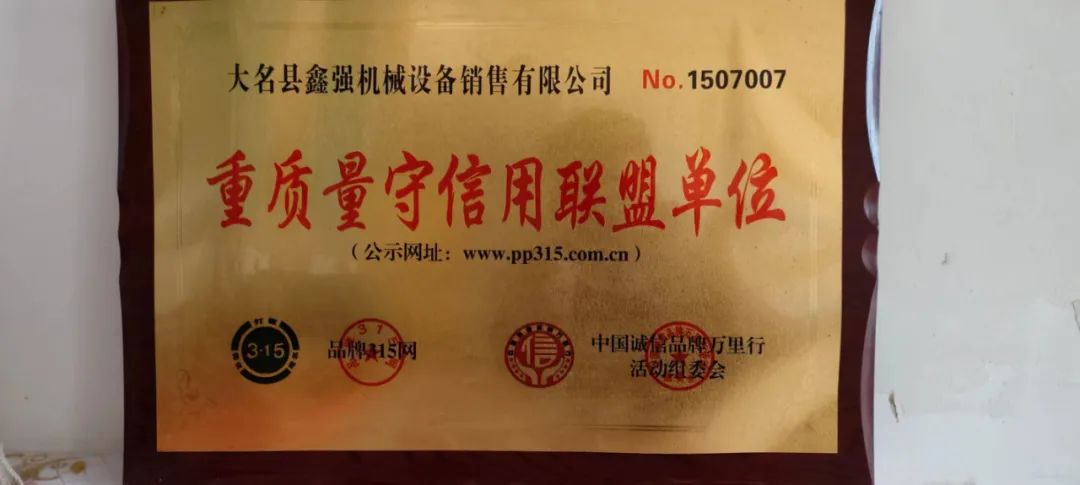 大名县鑫强机械设备销售有限公司 No.1507007
重质量守信用联盟单位
（公示网址：www.pp315.com.cn）
打假
3·15
品牌315网
信
中国诚信品牌万里行
活动组委会